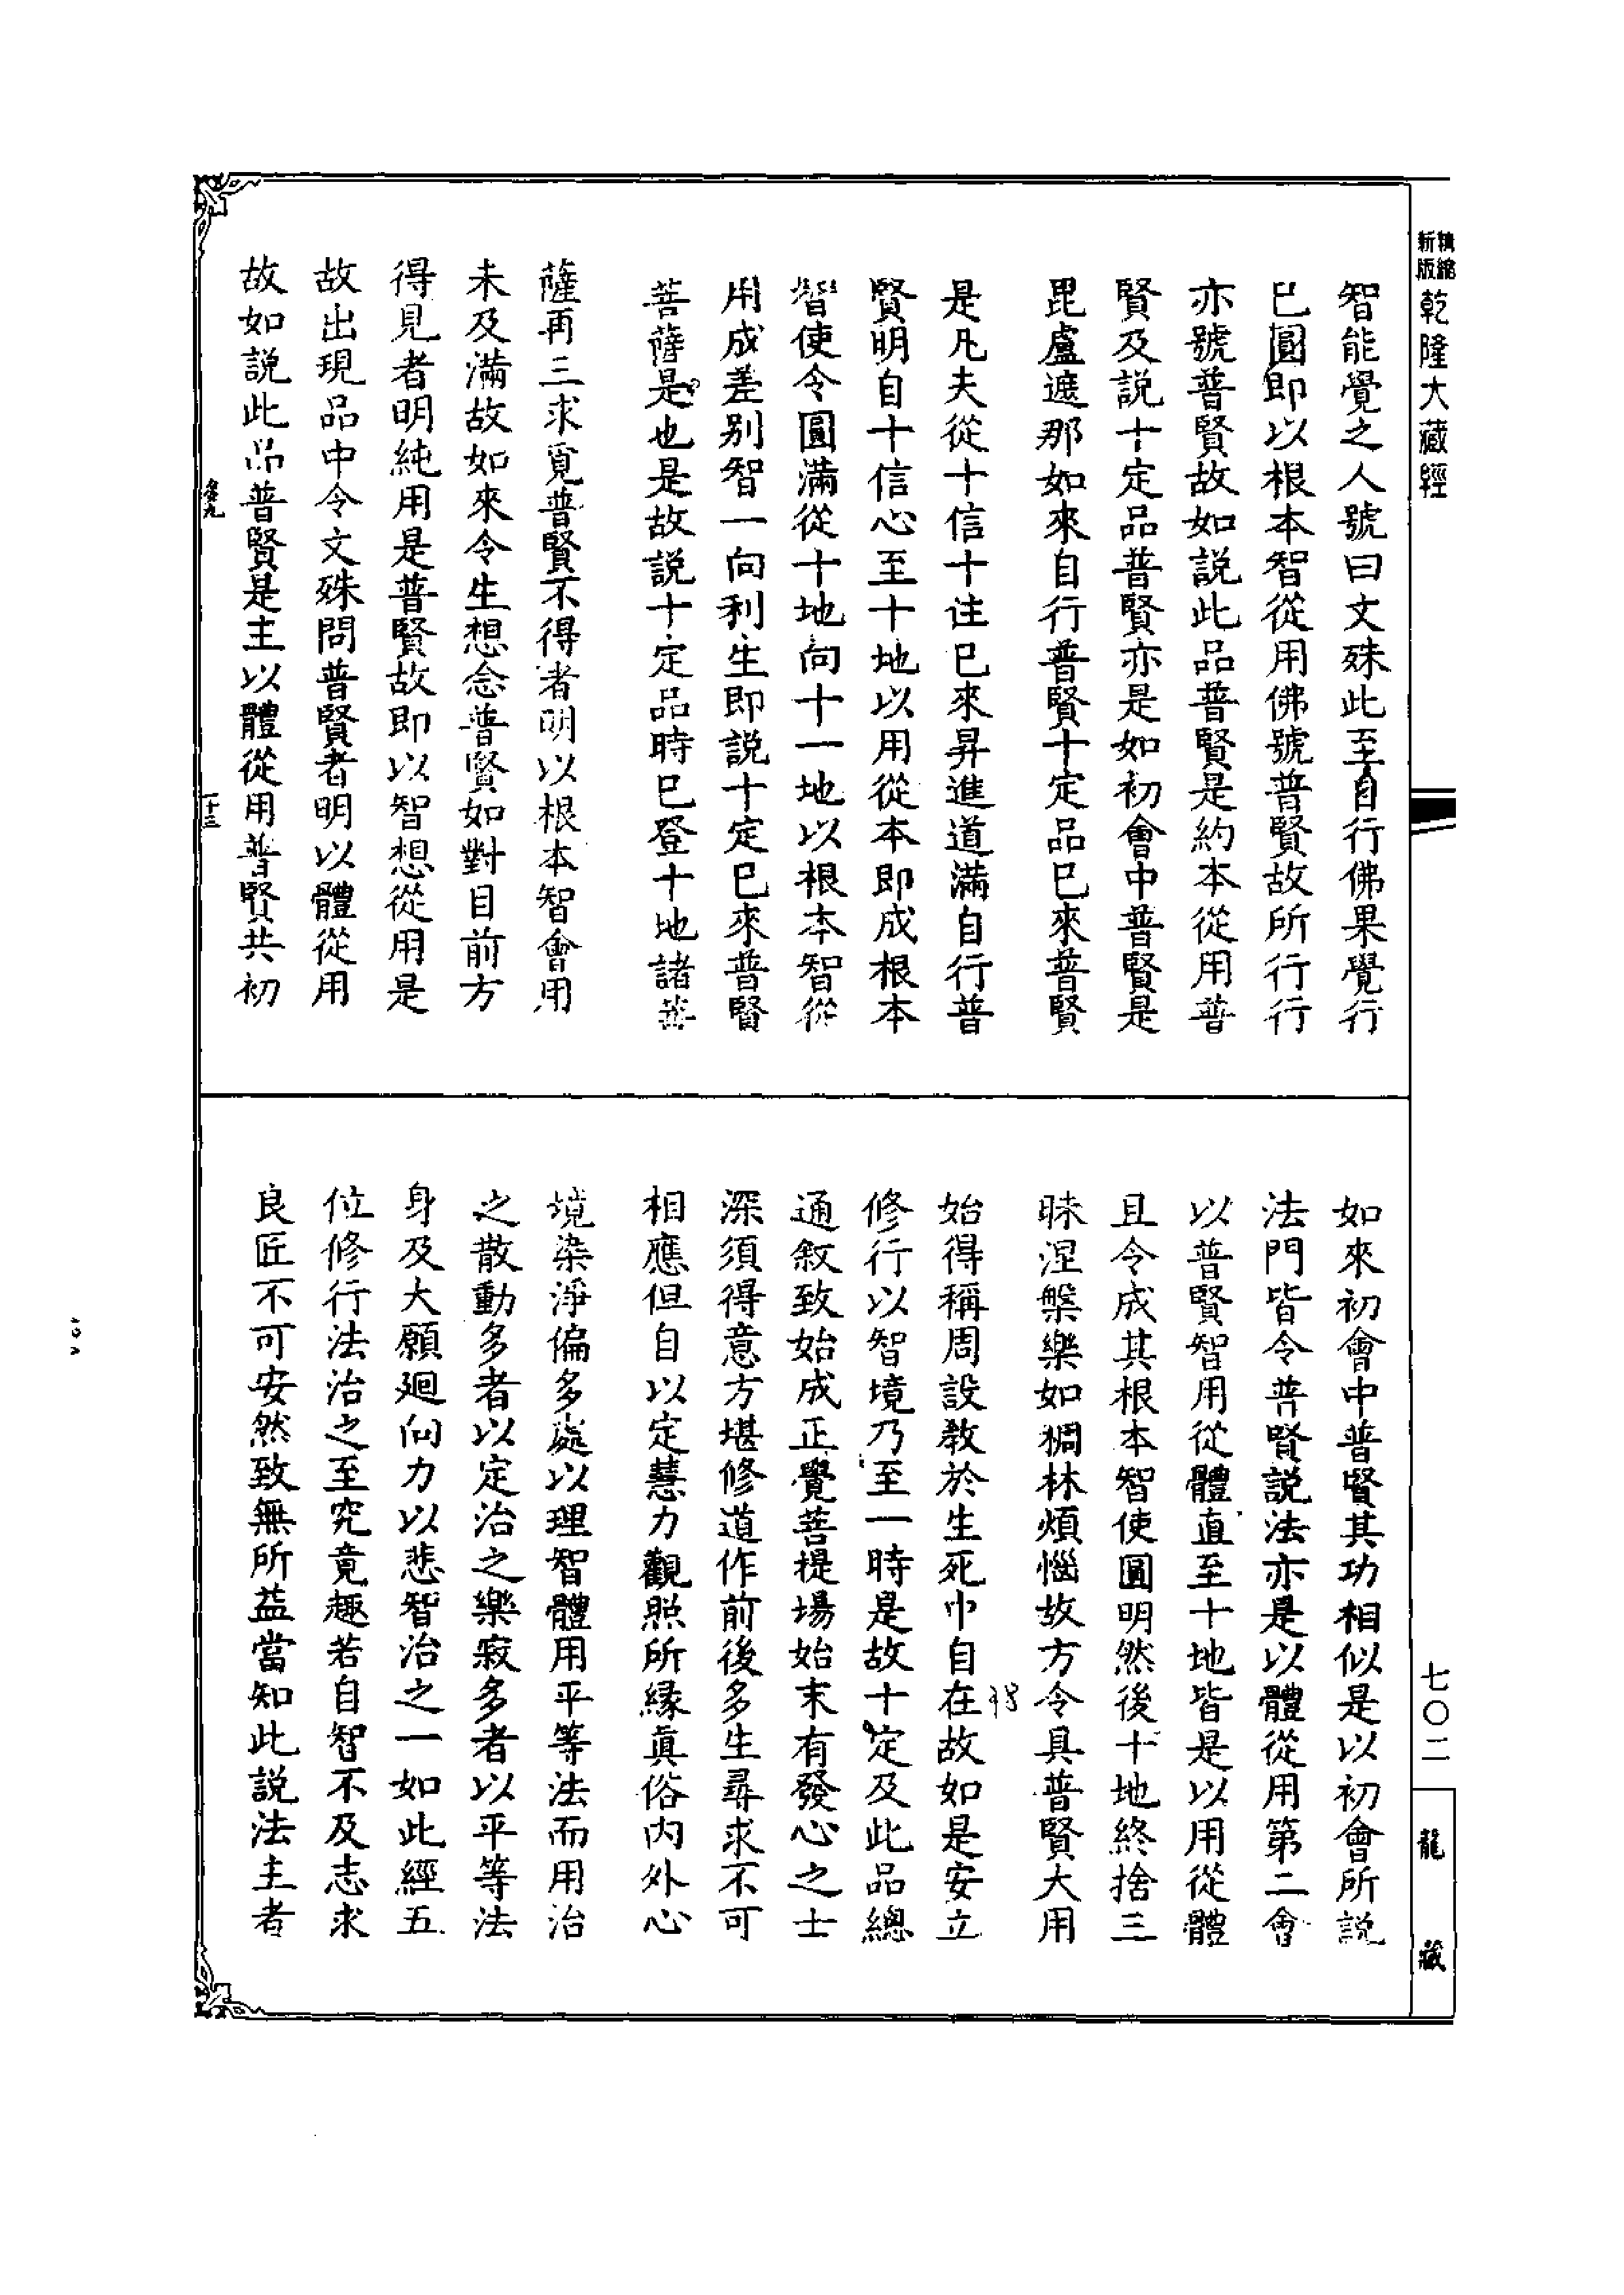 精縮
新版
乾隆大藏經
智能覺之人號曰文殊此至自行佛果覺行
巳圓即以根本智從用佛號普賢故所行行
亦號普賢故如説此品普賢是約本從用普
賢及説十定品普賢亦是如初會中普賢是
毘盧遮那如來自行普賢十定品巳來普賢
是凡夫從十信十住巳來昇進道滿自行普
賢明自十信心至十地以用從本即成根本
智使令圓滿從十地向十一地以根本智從
用成差别智一向利生即説十定巳來普賢
菩薩是也是故説十定品時巳登十地諸菩
薩再三求覓普賢不得者明以根本智會用
未及滿故如來令生想念普賢如對目前方
得見者明純用是普賢故即以智想從用是
故出現品中令文殊問普賢者明以體從用
故如説此品普賢是主以體從用普賢共初
十三
如來初會中普賢其功相似是以初會所説
法門皆令普賢説法亦是以體從用第二會
以普賢智用從體直至十地皆是以用從體
且令成其根本智使圓明然後十地終捨三
昧涅槃樂如稠林煩惱故方令具普賢大用
始得稱周設教於生死中自在故如是安立
修行以智境乃至一時是故十定及此品總
通敘致始成正覺菩提場始末有發心之士
深須得意方堪修道作前後多生尋求不可
相應但自以定慧力觀照所緣眞俗内外心
境染淨偏多處以理智體用平等法而用治
之散動多者以定治之樂寂多者以平等法
身及大願廻向力以悲智治之一如此經五
位修行法治之至究竟趣若自智不及志求
良匠不可安然致無所益當知此説法主者
七〇二
龍藏